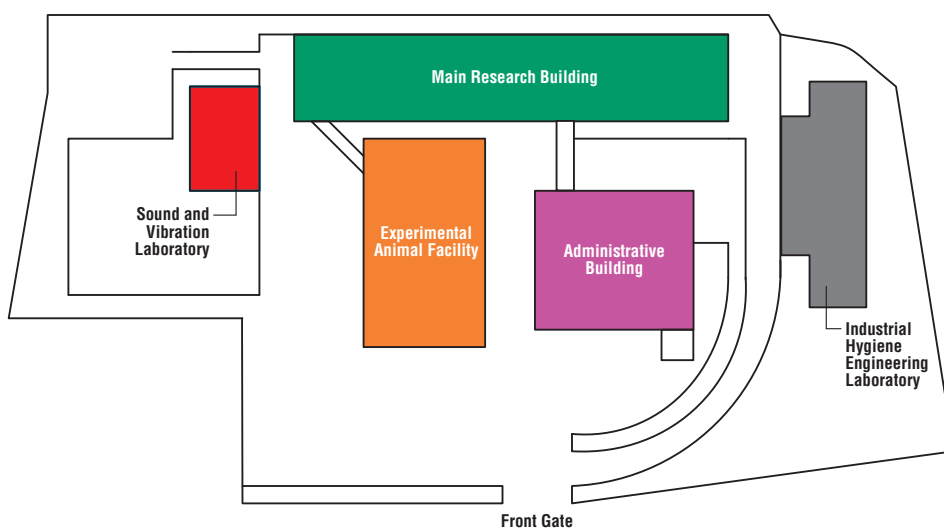 Main Research Building
Sound and
Vibration
Laboratory
Experimental
Animal Facility
Administrative
Building
Industrial
Hygiene
Engineering
Laboratory
Front Gate